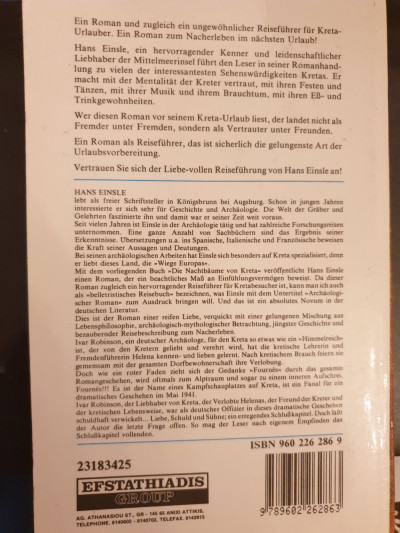 Ein Roman und zugleich ein ungewöhnlicher Reiseführer für Kreta-
Urlauber. Ein Roman zum Nacherleben im nächsten Urlaub!
Hans Einsle, ein hervorragender Kenner und leidenschaftlicher
Liebhaber der Mittelmeerinsel führt den Leser in seiner Romanhand-
lung zu vielen der interessantesten Sehenswürdigkeiten Kretas. Er
macht mit der Mentalität der Kreter vertraut, mit ihren Festen und
Tänzen, mit ihrer Musik und ihrem Brauchtum, mit ihren Eß- und
Trinkgewohnheiten.
Wer diesen Roman vor seinem Kreta-Urlaub liest, der landet nicht als
Fremder unter Fremden, sondern als Vertrauter unter Freunden.
Ein Roman als Reiseführer, das ist sicherlich die gelungenste Art der
Urlaubsvorbereitung.
Vertrauen Sie sich der Liebe-vollen Reiseführung von Hans Einsle an!
HANS EINSLE
lebt als freier Schriftsteller in Königsbrunn bei Augsburg. Schon in jungen Jahren
interessierte er sich sehr für Geschichte und Archäologie. Die Welt der Gräber und
Gelehrten faszinierte ihn und damit war er seiner Zeit weit voraus.
Seit vielen Jahren ist Einsle in der Archäologie tätig und hat zahlreiche Forschungsreisen
unternommen. Eine ganze Anzahl von Sachbüchern sind das Ergebnis seiner
Erkenntnisse. Übersetzungen u.a. ins Spanische, Italienische und Französische beweisen
die Kraft seiner Aussagen und Deutungen.
Bei seinen archäologischen Arbeiten hat Einsle sich besonders auf Kreta spezialisiert, denn
er liebt dieses Land, die »Wiege Europas«.
Mit dem vorliegenden Buch »Die Nachtbäume von Kreta« veröffentlicht Hans Einsle
einen Roman, der ein beachtliches Maß an Einfühlungsvermögen beweist. Da dieser
Roman zugleich ein hervorragender Reiseführer für Kretabesucher ist, kann man ihn auch
als »belletristisches Reisebuch« bezeichnen, was Einsle mit dem Untertitel »Archäologi-
scher Roman« zum Ausdruck bringen will. Und das ist ein absolutes Novum in der
deutschen Literatur.
Dies ist der Roman einer reifen Liebe, verquickt mit einer gelungenen Mischung aus
Lebensphilosophie, archäologisch-mythologischer Betrachtung, jüngster Geschichte und
bezaubernder Reisebeschreibung zum Nacherleben.
Ivar Robinson, ein deutscher Archäologe, für den Kreta so etwas wie ein »Himmelreich«
ist, der von den Kretern geliebt und verehrt wird, hat die kretische Lehrerin und
Fremdenführerin Helena kennen- und lieben gelernt. Nach kretischem Brauch feiern sie
gemeinsam mit der gesamten Dorfbewohnerschaft ihre Verlobung.
Doch wie ein roter Faden zieht sich der Gedanke »Fournés« durch das gesamte
Romangeschehen, wird oftmals zum Alptraum und sogar zu einem inneren Aufschrei.
Fournés!!! Es ist der Name eines Kampfschauplatzes auf Kreta, ist ein Fanal für ein
dramatisches Geschehen im Mai 1941.
Ivar Robinson, der Liebhaber von Kreta, der Verlobte Helenas, der Freund der Kreter und
der kretischen Lebensweise, war als deutscher Offizier in dieses dramatische Geschehen
schuldhaft verwickelt... Liebe, Schuld und Sühne; ein erregendes Schlußkapitel. Doch läßt
der Autor die letzte Frage offen. So mag der Leser nach eigenem Empfinden das
Schlußkapitel vollenden.
ISBN 960 226 286 9
23183425
EFSTATHIADIS
GROUP
AG. ATHANASIOU ST., GR - 145 65 ANIXI ATTIKIS,
9 789602 262863